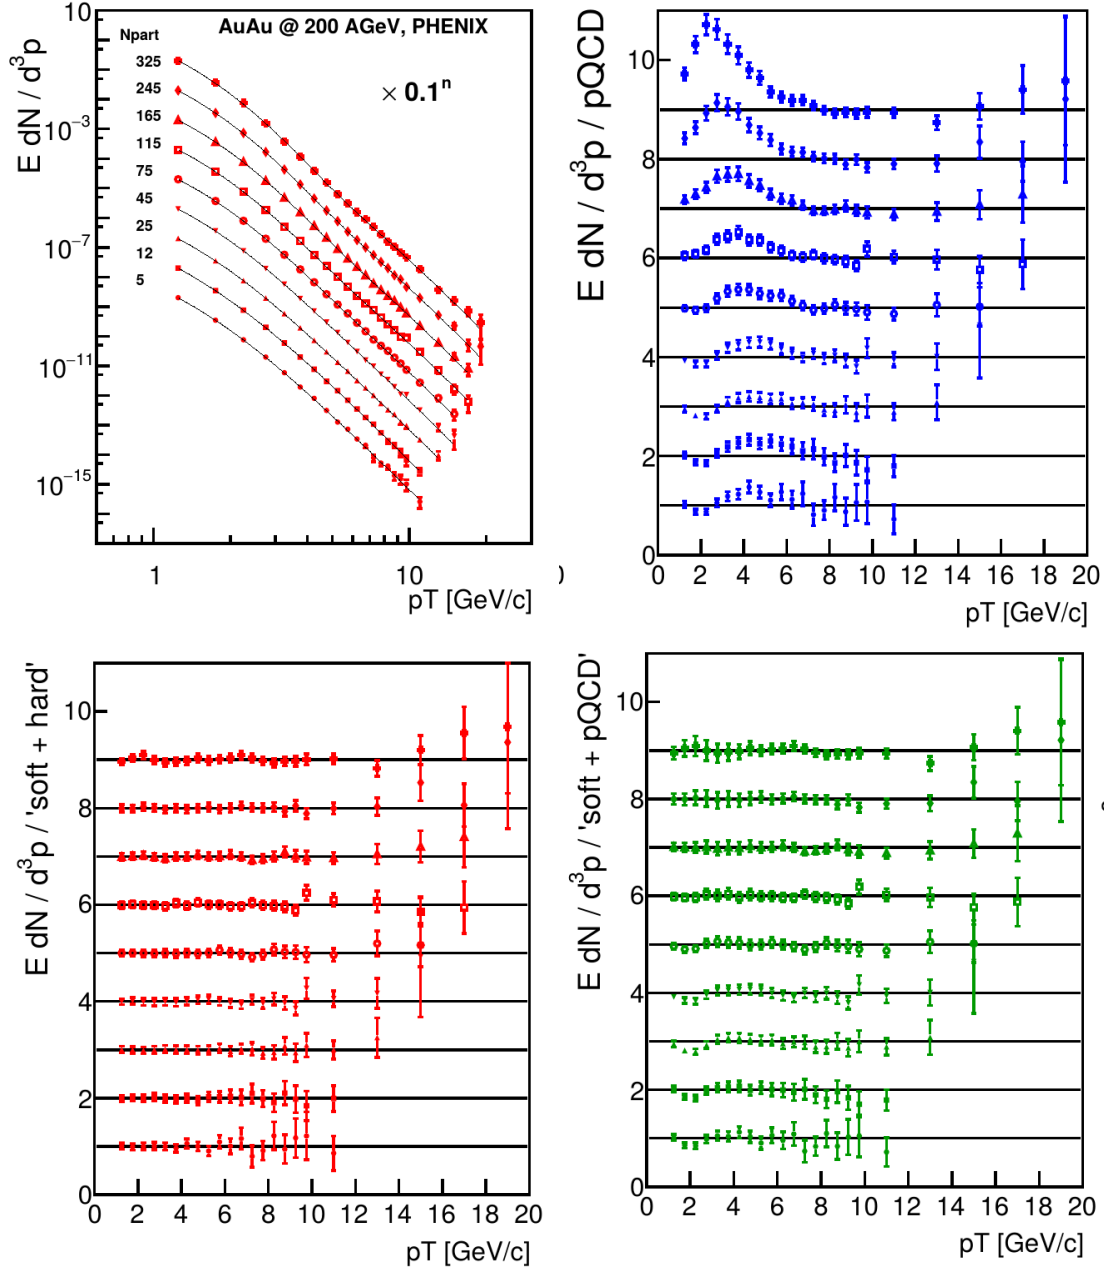 AuAu @ 200 AGeV, PHENIX
Npart
325
245
165
115
75
45
25
12
5
× 0.1ⁿ
E dN / d³p
10
10⁻³
10⁻⁷
10⁻¹¹
10⁻¹⁵
1
10
pT [GeV/c]
E dN / d³p / pQCD
10
8
6
4
2
0
0 2 4 6 8 10 12 14 16 18 20
pT [GeV/c]
E dN / d³p / 'soft + hard'
10
8
6
4
2
0
0 2 4 6 8 10 12 14 16 18 20
pT [GeV/c]
E dN / d³p / 'soft + pQCD'
10
8
6
4
2
0
0 2 4 6 8 10 12 14 16 18 20
pT [GeV/c]